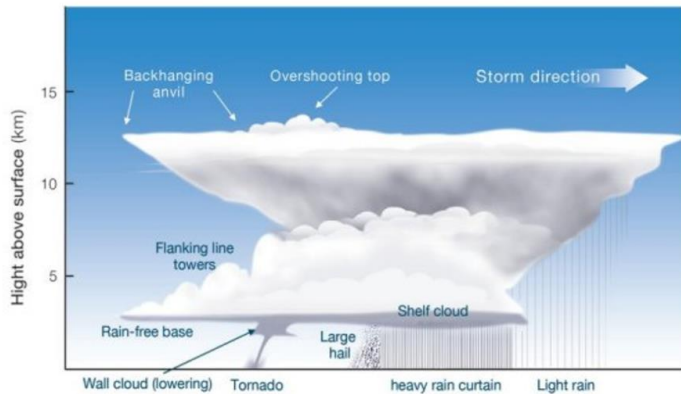 Backhanging
anvil
Overshooting top
Storm direction
15
10
5
Hight above surface (km)
Flanking line
towers
Shelf cloud
Rain-free base
Large
hail
Wall cloud (lowering)
Tornado
heavy rain curtain
Light rain